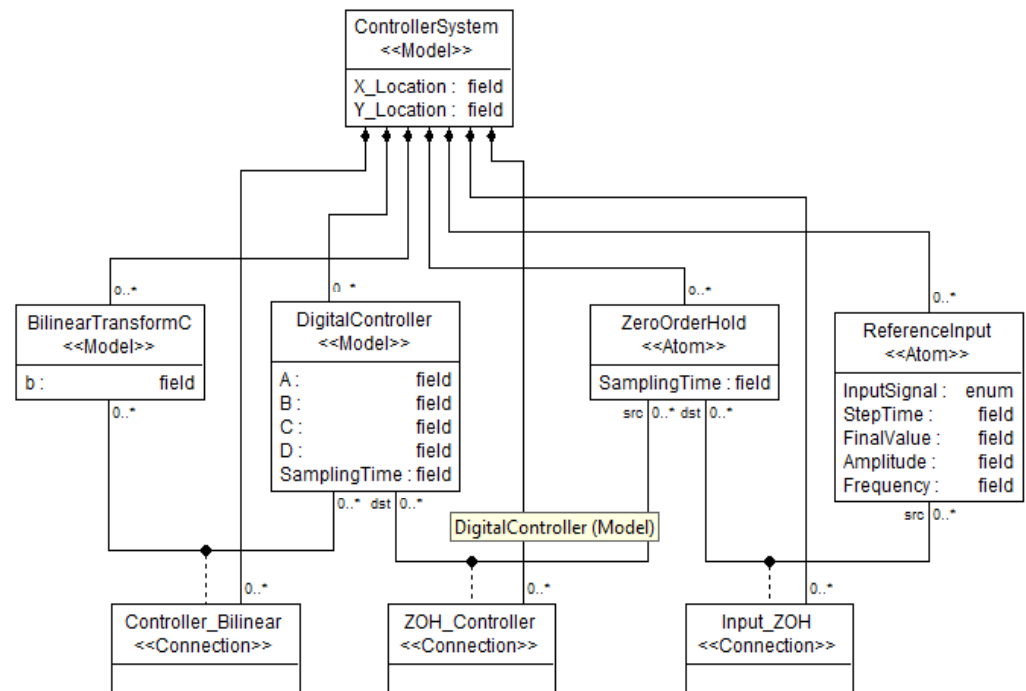 ControllerSystem
<<Model>>
X_Location : field
Y_Location : field
0..*
0..*
0..*
0..*
BilinearTransformC
<<Model>>
b : field
0..*
DigitalController
<<Model>>
A : field
B : field
C : field
D : field
SamplingTime : field
0..* dst 0..*
ZeroOrderHold
<<Atom>>
SamplingTime : field
src 0..* dst 0..*
ReferenceInput
<<Atom>>
InputSignal : enum
StepTime : field
FinalValue : field
Amplitude : field
Frequency : field
src 0..*
DigitalController (Model)
0..*
0..*
0..*
Controller_Bilinear
<<Connection>>
ZOH_Controller
<<Connection>>
Input_ZOH
<<Connection>>